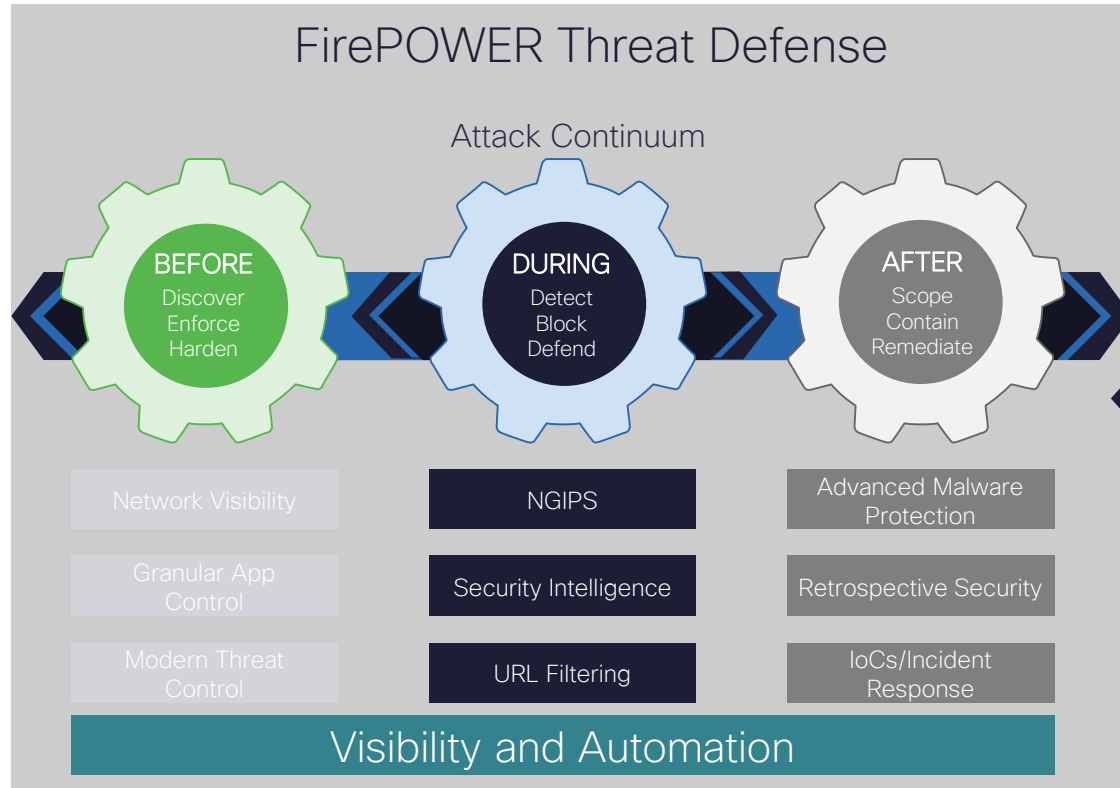 FirePOWER Threat Defense
Attack Continuum
BEFORE
Discover
Enforce
Harden
DURING
Detect
Block
Defend
AFTER
Scope
Contain
Remediate
Network Visibility
NGIPS
Advanced Malware
Protection
Granular App
Control
Security Intelligence
Retrospective Security
Modern Threat
Control
URL Filtering
IoCs/Incident
Response
Visibility and Automation